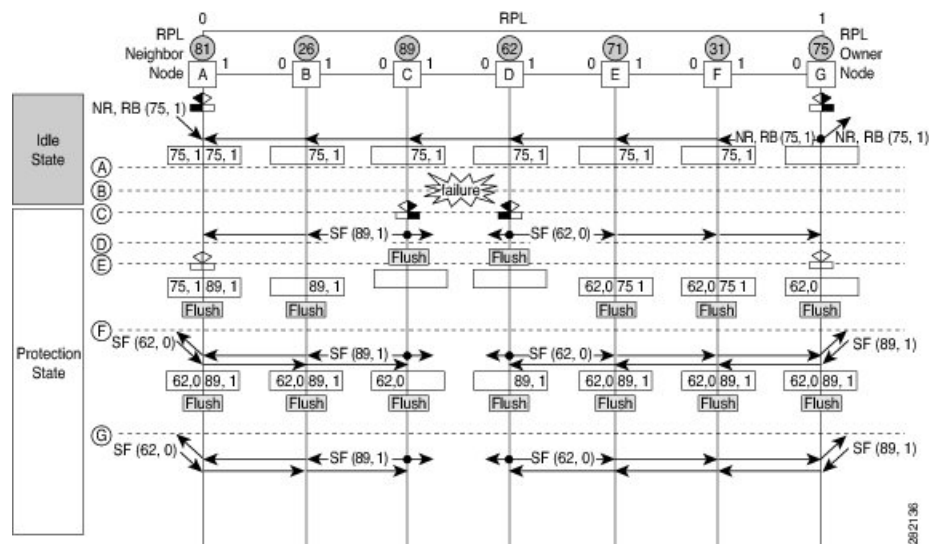 0 RPL 1
RPL Neighbor Node
RPL Owner Node
81 26 89 62 71 31 75
A 1
0 B 1
0 C 1
0 D 1
0 E 1
0 F 1
0 G
Idle State
NR, RB (75, 1)
NR, RB (75, 1)
NR, RB (75, 1)
75, 1 75, 1
75, 1
75, 1
75, 1
75, 1
75, 1
A
B
failure
C
SF (89, 1)
SF (62, 0)
D
Flush
Flush
E
75, 1 89, 1
89, 1
62,0 75 1
62,0 75 1
62,0
Flush
Flush
Flush
Flush
Flush
F
Protection State
SF (62, 0)
SF (89, 1)
SF (62, 0)
SF (89, 1)
62,0 89, 1
62,0 89, 1
62,0
89, 1
62,0 89, 1
62,0 89, 1
62,0 89, 1
Flush
Flush
Flush
Flush
Flush
Flush
Flush
G
SF (62, 0)
SF (89, 1)
SF (62, 0)
SF (89, 1)
282136